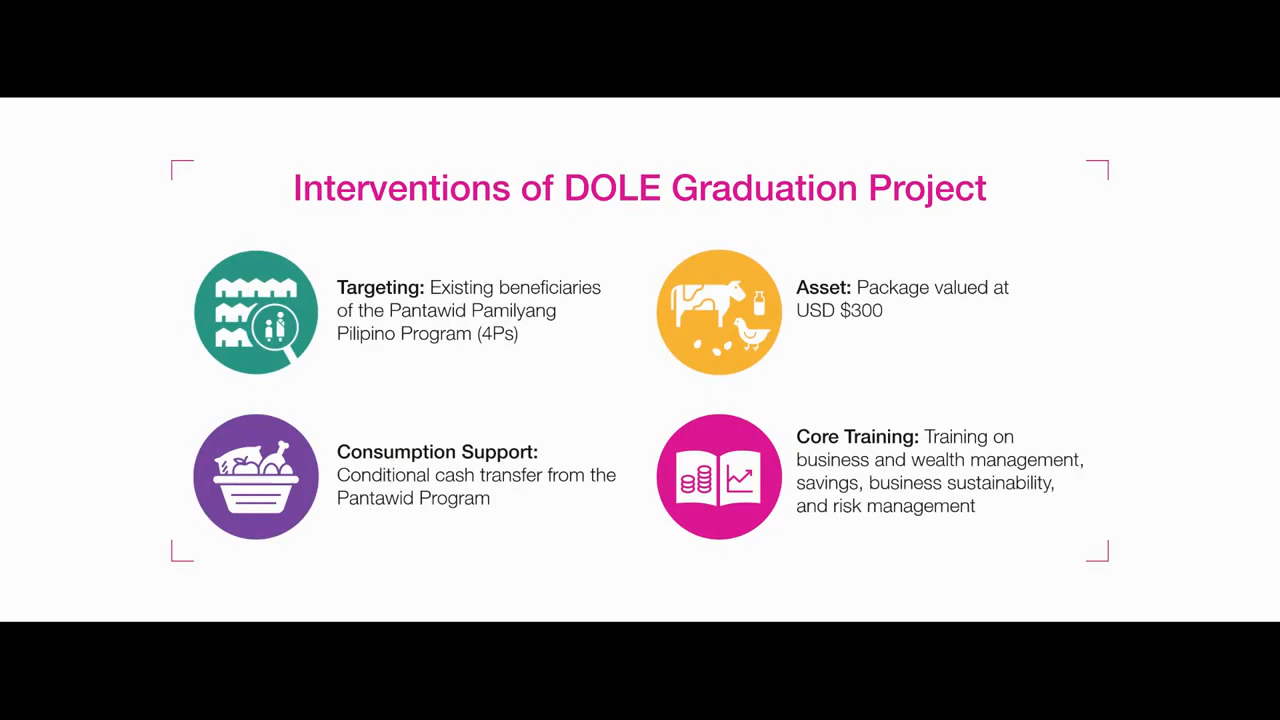 Interventions of DOLE Graduation Project
Targeting: Existing beneficiaries
of the Pantawid Pamilyang
Pilipino Program (4Ps)
Asset: Package valued at
USD $300
Consumption Support:
Conditional cash transfer from the
Pantawid Program
Core Training: Training on
business and wealth management,
savings, business sustainability,
and risk management